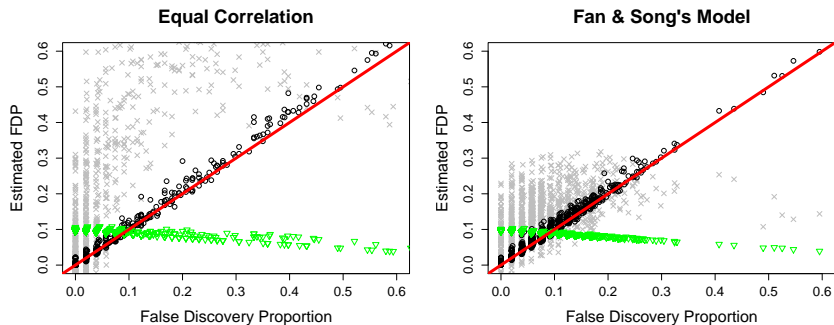 Equal Correlation
Estimated FDP
0.0 0.1 0.2 0.3 0.4 0.5 0.6
0.0 0.1 0.2 0.3 0.4 0.5 0.6
False Discovery Proportion
Fan & Song's Model
Estimated FDP
0.0 0.1 0.2 0.3 0.4 0.5 0.6
0.0 0.1 0.2 0.3 0.4 0.5 0.6
False Discovery Proportion